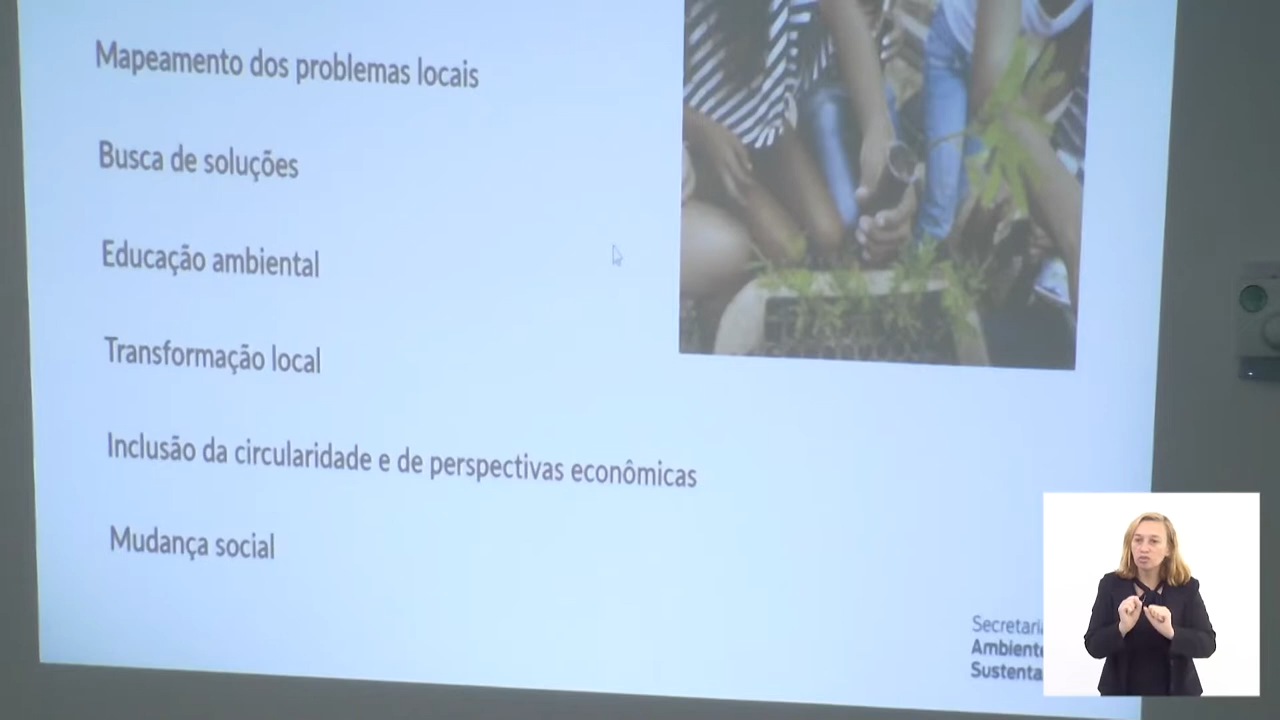 Mapeamento dos problemas locais
Busca de soluções
Educação ambiental
Transformação local
Inclusão da circularidade e de perspectivas econômicas
Mudança social
Secretaria
Ambiente
Sustenta